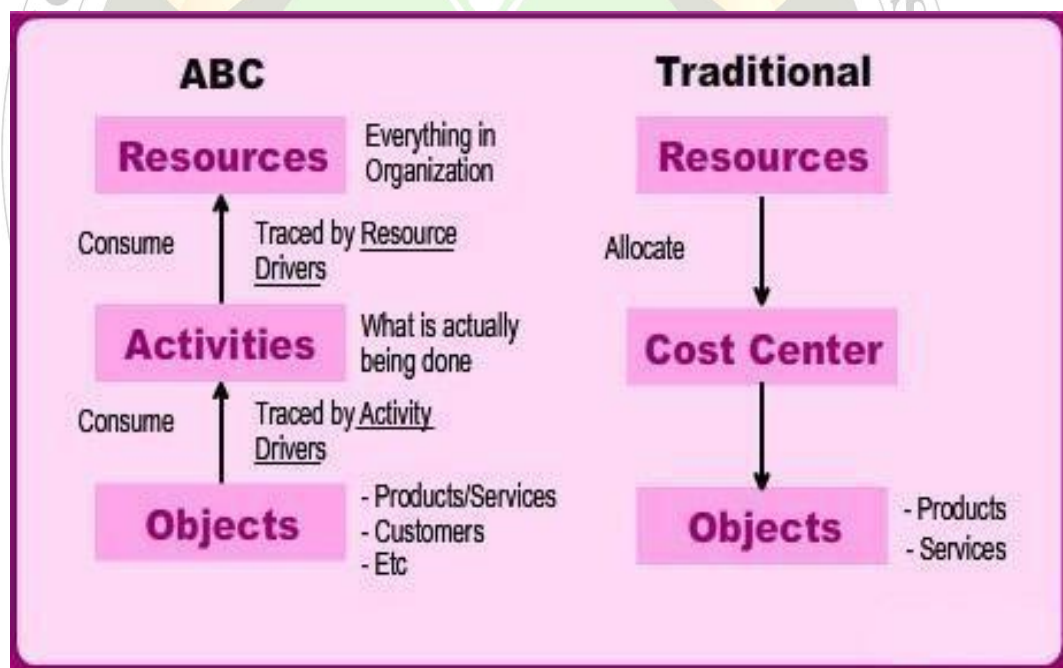 ABC
Resources
Everything in
Organization
Consume
Traced by Resource
Drivers
Activities
What is actually
being done
Consume
Traced by Activity
Drivers
Objects
- Products/Services
- Customers
- Etc
Traditional
Resources
Allocate
Cost Center
Objects
- Products
- Services